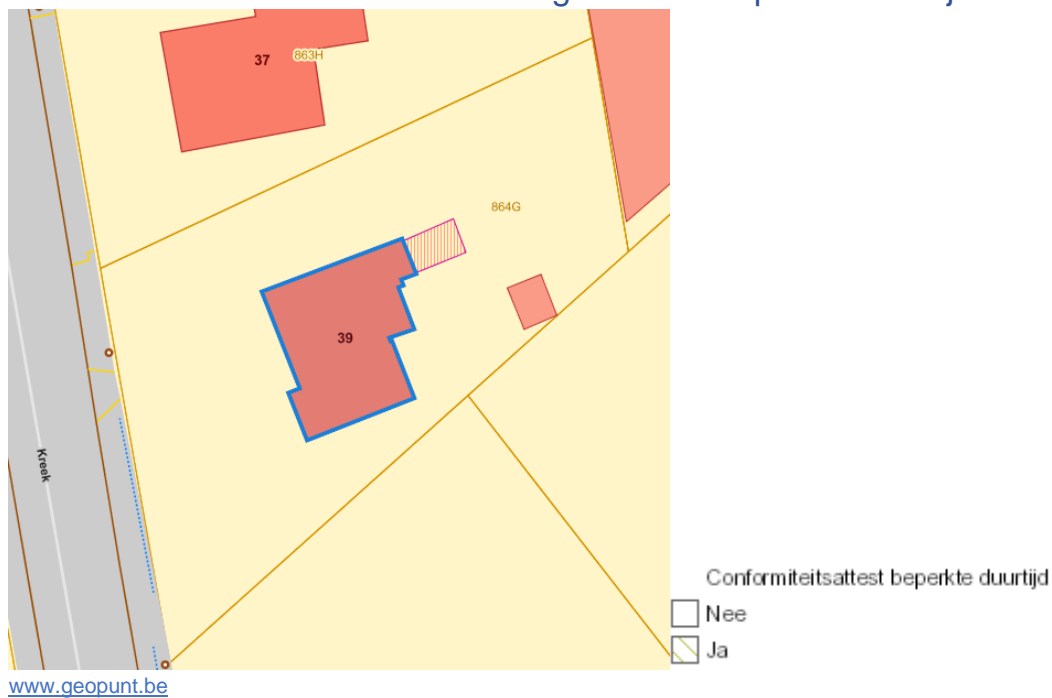 37 863H
864G
39
Kreek
Conformiteitsattest beperkte duurtijd
Nee
Ja
www.geopunt.be